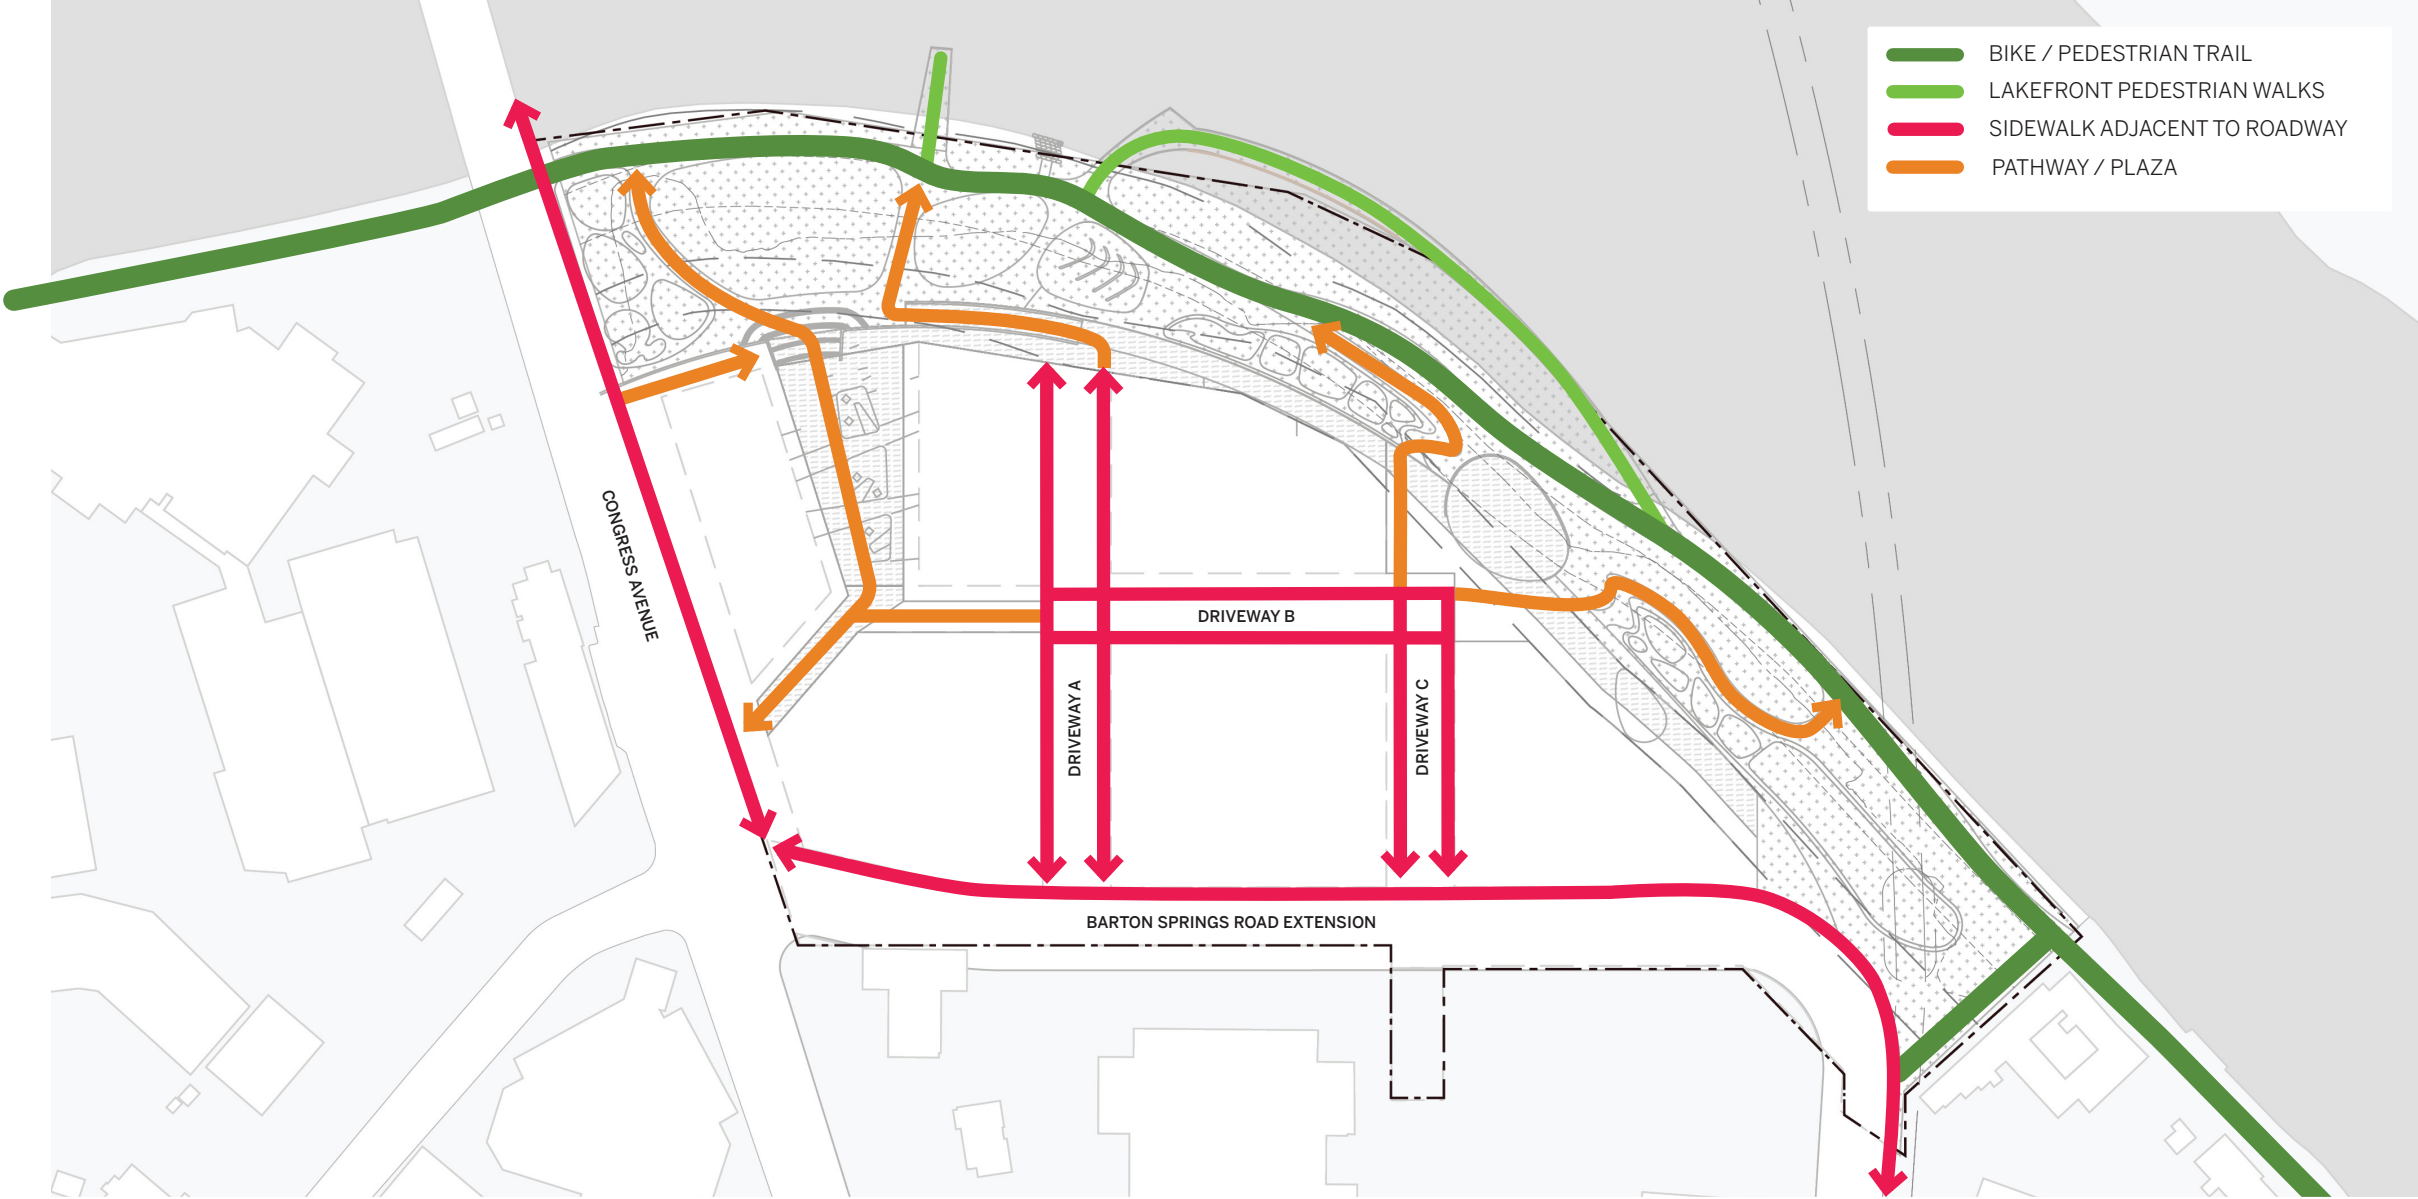 BIKE / PEDESTRIAN TRAIL
LAKEFRONT PEDESTRIAN WALKS
SIDEWALK ADJACENT TO ROADWAY
PATHWAY / PLAZA
CONGRESS AVENUE
DRIVEWAY B
DRIVEWAY A
DRIVEWAY C
BARTON SPRINGS ROAD EXTENSION